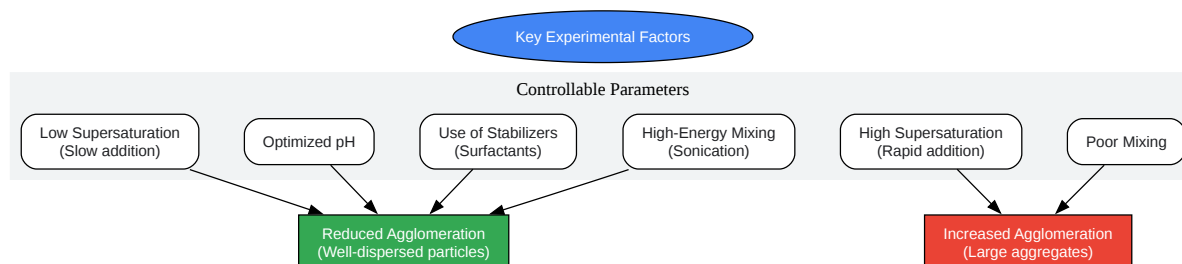 Key Experimental Factors
Controllable Parameters
Low Supersaturation
(Slow addition)
Optimized pH
Use of Stabilizers
(Surfactants)
High-Energy Mixing
(Sonication)
High Supersaturation
(Rapid addition)
Poor Mixing
Reduced Agglomeration
(Well-dispersed particles)
Increased Agglomeration
(Large aggregates)